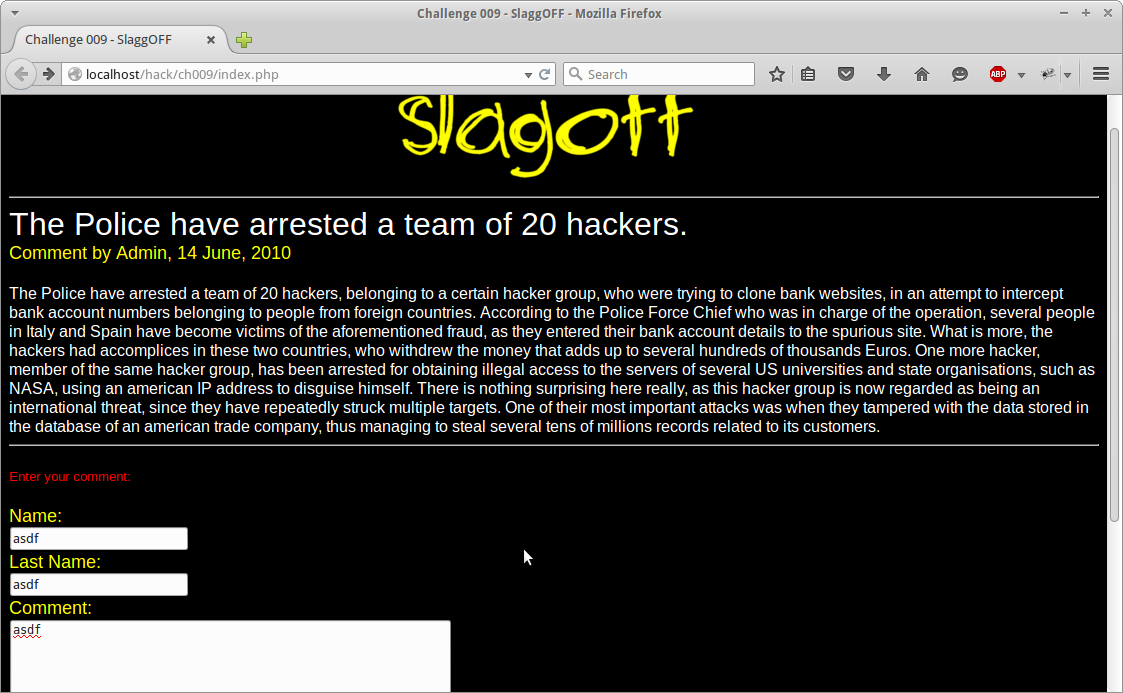 Challenge 009 - SlaggOFF - Mozilla Firefox
Challenge 009 - SlaggOFF
localhost/hack/ch009/index.php
Search
ABP
slagoff
The Police have arrested a team of 20 hackers.
Comment by Admin, 14 June, 2010
The Police have arrested a team of 20 hackers, belonging to a certain hacker group, who were trying to clone bank websites, in an attempt to intercept
bank account numbers belonging to people from foreign countries. According to the Police Force Chief who was in charge of the operation, several people
in Italy and Spain have become victims of the aforementioned fraud, as they entered their bank account details to the spurious site. What is more, the
hackers had accomplices in these two countries, who withdrew the money that adds up to several hundreds of thousands Euros. One more hacker,
member of the same hacker group, has been arrested for obtaining illegal access to the servers of several US universities and state organisations, such as
NASA, using an american IP address to disguise himself. There is nothing surprising here really, as this hacker group is now regarded as being an
international threat, since they have repeatedly struck multiple targets. One of their most important attacks was when they tampered with the data stored in
the database of an american trade company, thus managing to steal several tens of millions records related to its customers.
Enter your comment:
Name:
asdf
Last Name:
asdf
Comment:
asdf